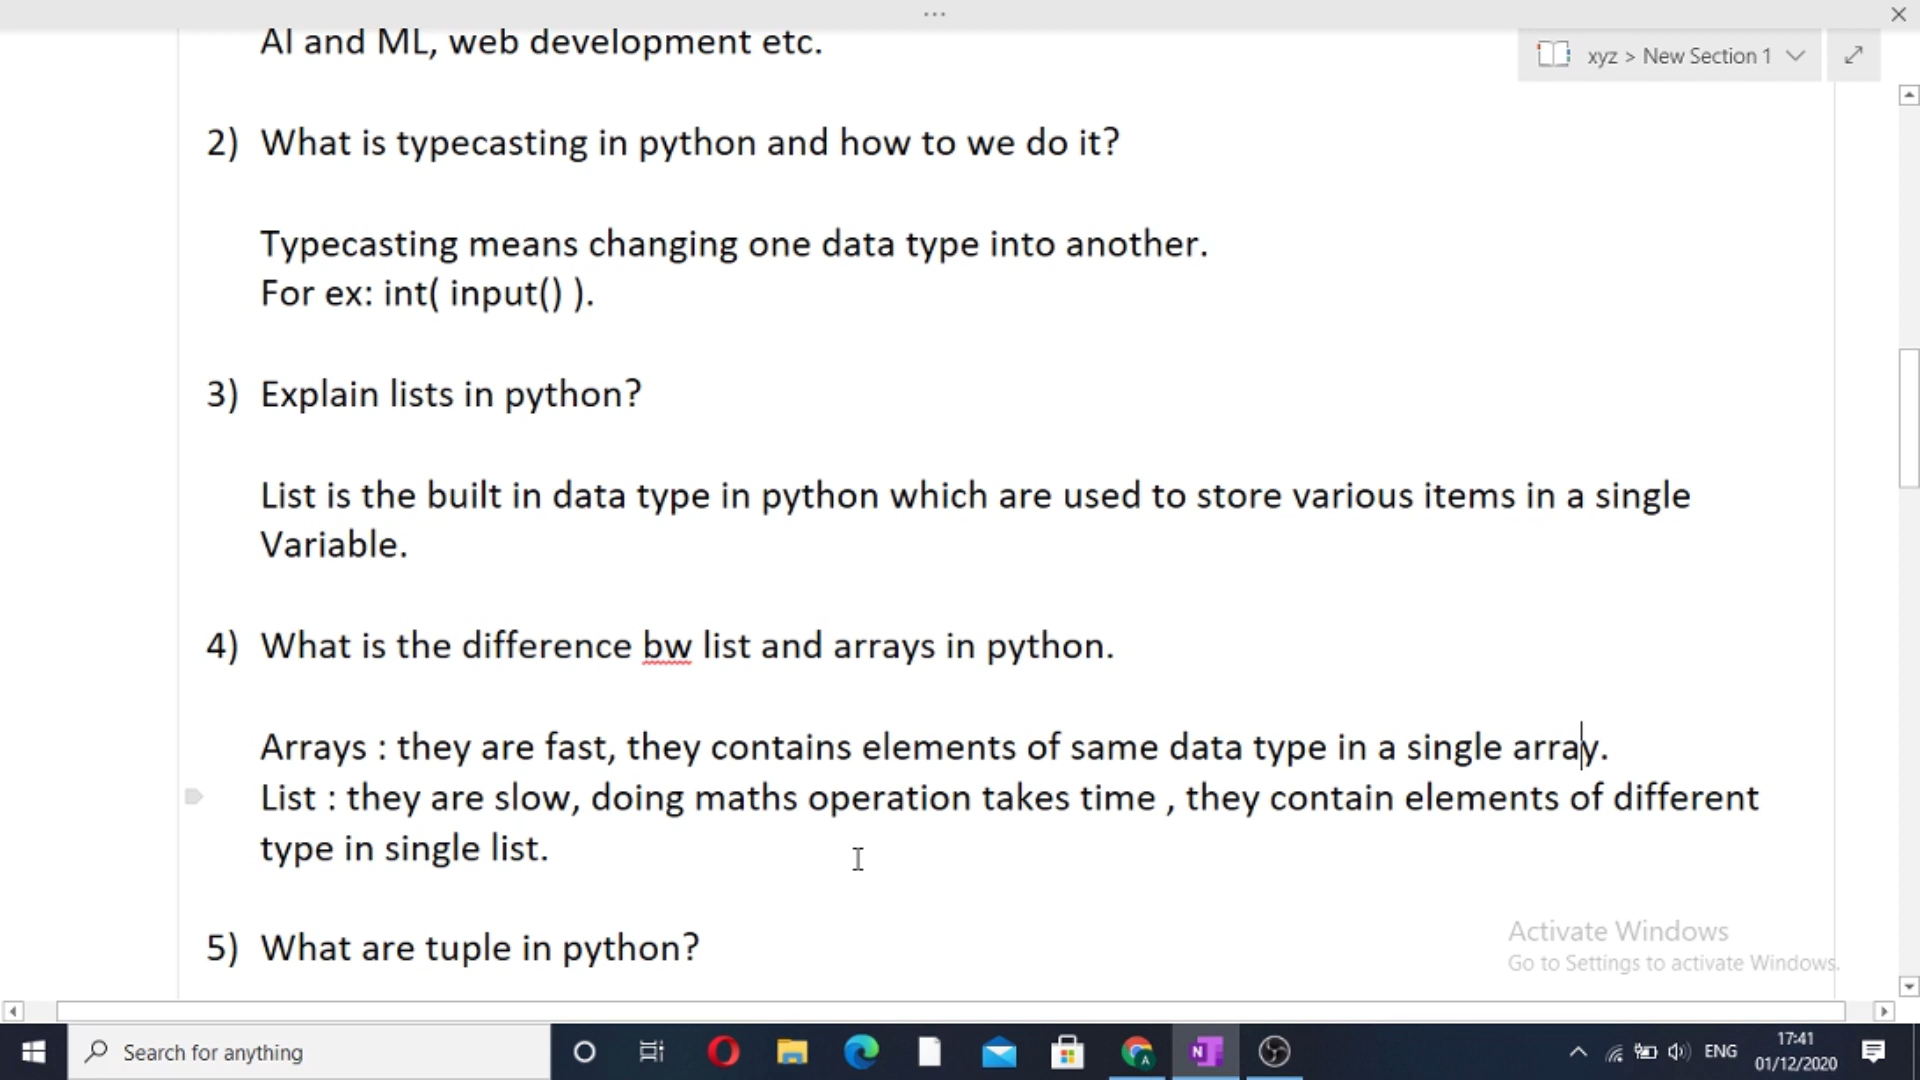 ...
AI and ML, web development etc.
xyz > New Section 1
2) What is typecasting in python and how to we do it?
Typecasting means changing one data type into another.
For ex: int( input() ).
3) Explain lists in python?
List is the built in data type in python which are used to store various items in a single
Variable.
4) What is the difference bw list and arrays in python.
Arrays : they are fast, they contains elements of same data type in a single array.
List : they are slow, doing maths operation takes time , they contain elements of different
type in single list.
5) What are tuple in python?
Activate Windows
Go to Settings to activate Windows.
Search for anything
A
N
ENG
17:41
01/12/2020